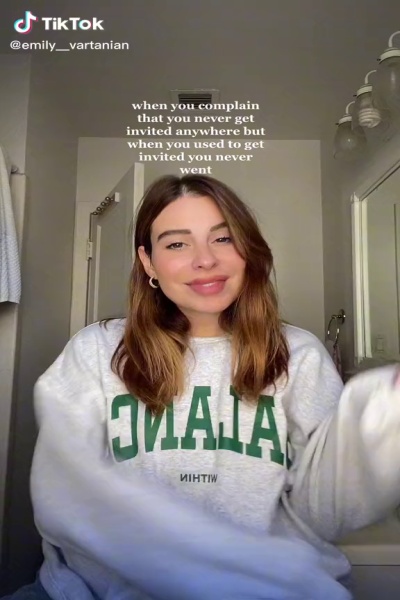 TikTok
@emily__vartanian
when you complain
that you never get
invited anywhere but
when you used to get
invited you never
went
ALANC
WITHIN